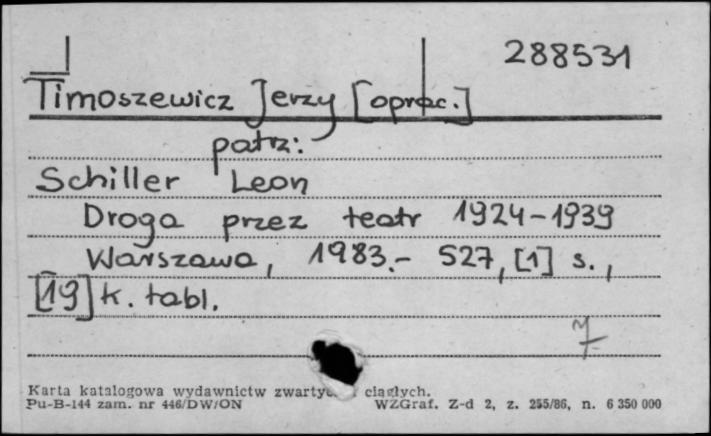 288531
Timoszewicz Jerzy [oprac.]
patrz:
Schiller Leon
Droga przez teatr 1924-1939
Warszawa, 1983.- 527, [1] s.,
[19] k. tabl.
Karta katalogowa wydawnictw ciągłych.
Pu-B-144 zam. nr 446/DW/ON WZGraf. Z-d 2, z. 255/86, n. 6 350 000